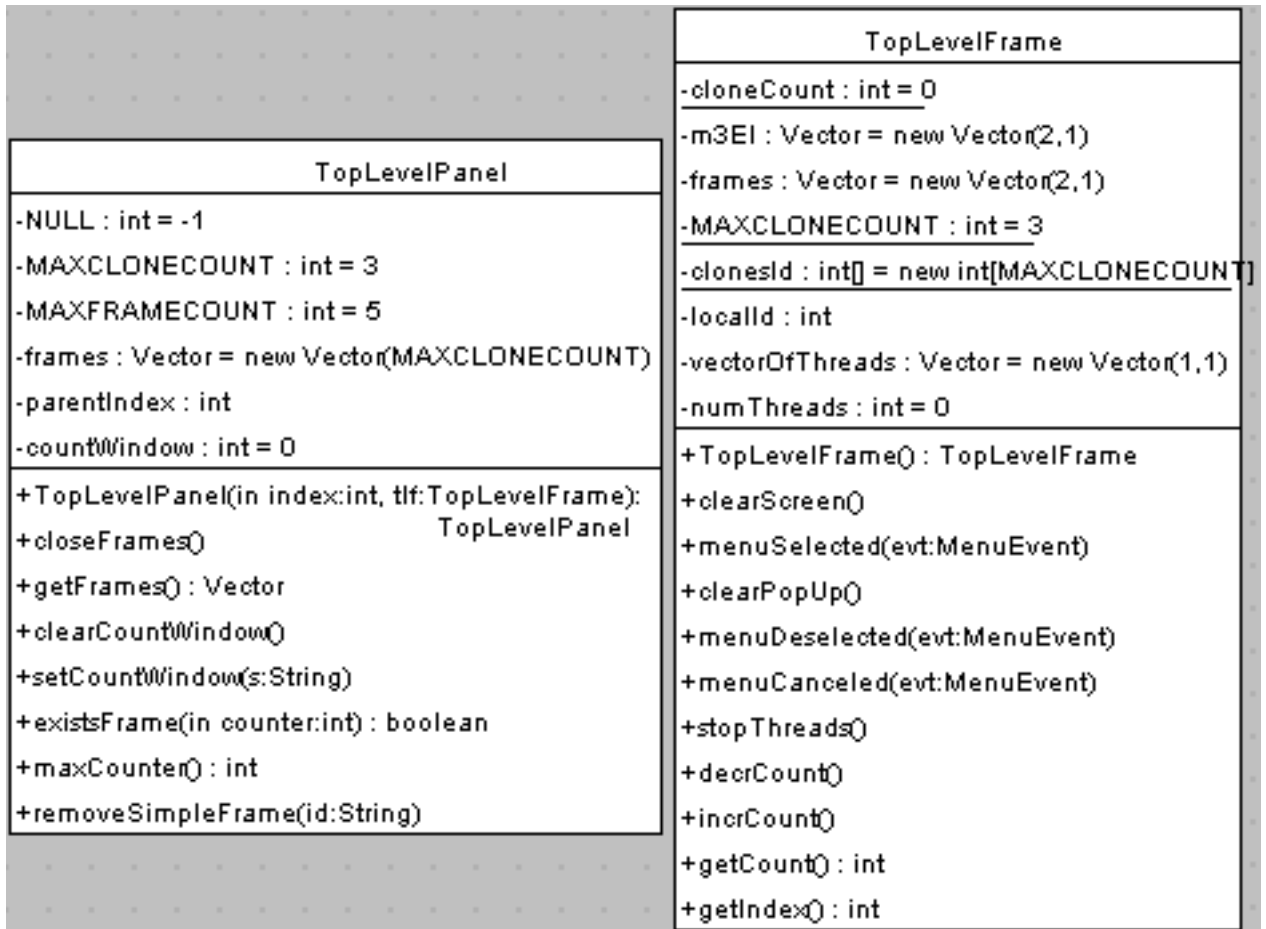 TopLevelPanel
-NULL : int = -1
-MAXCLONECOUNT : int = 3
-MAXFRAMECOUNT : int = 5
-frames : Vector = new Vector(MAXCLONECOUNT)
-parentIndex : int
-countWindow : int = 0
+TopLevelPanel(in index:int, tlf:TopLevelFrame):
TopLevelPanel
+closeFrames()
+getFrames() : Vector
+clearCountWindow()
+setCountWindow(s:String)
+existsFrame(in counter:int) : boolean
+maxCounter() : int
+removeSimpleFrame(id:String)
TopLevelFrame
-cloneCount : int = 0
-m3El : Vector = new Vector(2,1)
-frames : Vector = new Vector(2,1)
-MAXCLONECOUNT : int = 3
-clonesId : int[] = new int[MAXCLONECOUNT]
-localId : int
-vectorOfThreads : Vector = new Vector(1,1)
-numThreads : int = 0
+TopLevelFrame() : TopLevelFrame
+clearScreen()
+menuSelected(evt:MenuEvent)
+clearPopUp()
+menuDeselected(evt:MenuEvent)
+menuCanceled(evt:MenuEvent)
+stopThreads()
+decrCount()
+incrCount()
+getCount() : int
+getIndex() : int